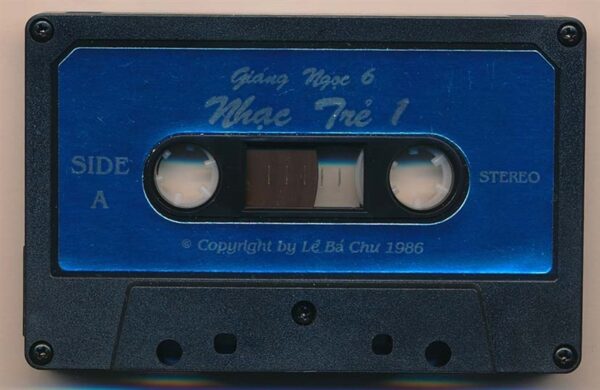 Giáng Ngọc 6
Nhạc Trẻ 1
SIDE
A
STEREO
© Copyright by Lê Bá Chư 1986